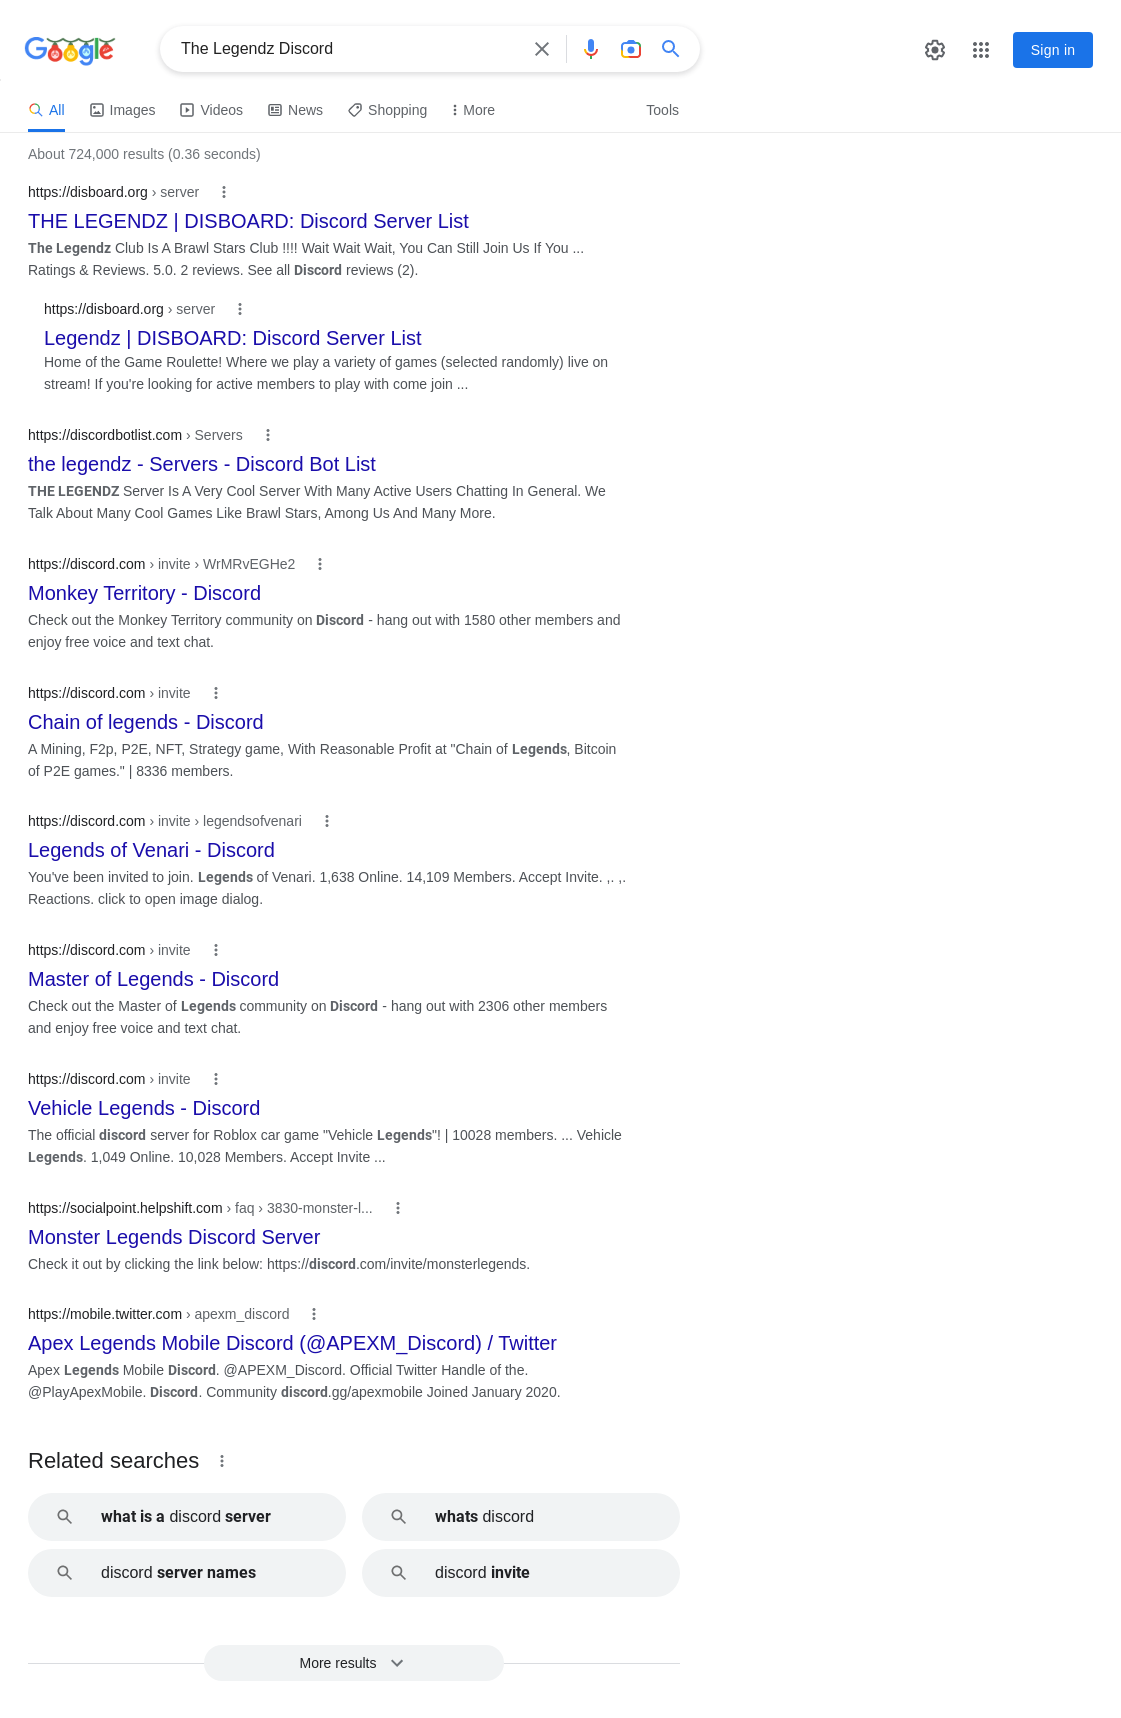 Google
The Legendz Discord
Sign in
All
Images
Videos
News
Shopping
More
Tools
About 724,000 results (0.36 seconds)
https://disboard.org › server
THE LEGENDZ | DISBOARD: Discord Server List
The Legendz Club Is A Brawl Stars Club !!!! Wait Wait Wait, You Can Still Join Us If You ...
Ratings & Reviews. 5.0. 2 reviews. See all Discord reviews (2).
https://disboard.org › server
Legendz | DISBOARD: Discord Server List
Home of the Game Roulette! Where we play a variety of games (selected randomly) live on
stream! If you're looking for active members to play with come join ...
https://discordbotlist.com › Servers
the legendz - Servers - Discord Bot List
THE LEGENDZ Server Is A Very Cool Server With Many Active Users Chatting In General. We
Talk About Many Cool Games Like Brawl Stars, Among Us And Many More.
https://discord.com › invite › WrMRvEGHe2
Monkey Territory - Discord
Check out the Monkey Territory community on Discord - hang out with 1580 other members and
enjoy free voice and text chat.
https://discord.com › invite
Chain of legends - Discord
A Mining, F2p, P2E, NFT, Strategy game, With Reasonable Profit at "Chain of Legends, Bitcoin
of P2E games." | 8336 members.
https://discord.com › invite › legendsofvenari
Legends of Venari - Discord
You've been invited to join. Legends of Venari. 1,638 Online. 14,109 Members. Accept Invite. ,. ,.
Reactions. click to open image dialog.
https://discord.com › invite
Master of Legends - Discord
Check out the Master of Legends community on Discord - hang out with 2306 other members
and enjoy free voice and text chat.
https://discord.com › invite
Vehicle Legends - Discord
The official discord server for Roblox car game "Vehicle Legends"! | 10028 members. ... Vehicle
Legends. 1,049 Online. 10,028 Members. Accept Invite ...
https://socialpoint.helpshift.com › faq › 3830-monster-l...
Monster Legends Discord Server
Check it out by clicking the link below: https://discord.com/invite/monsterlegends.
https://mobile.twitter.com › apexm_discord
Apex Legends Mobile Discord (@APEXM_Discord) / Twitter
Apex Legends Mobile Discord. @APEXM_Discord. Official Twitter Handle of the.
@PlayApexMobile. Discord. Community discord.gg/apexmobile Joined January 2020.
Related searches
what is a discord server
whats discord
discord server names
discord invite
More results